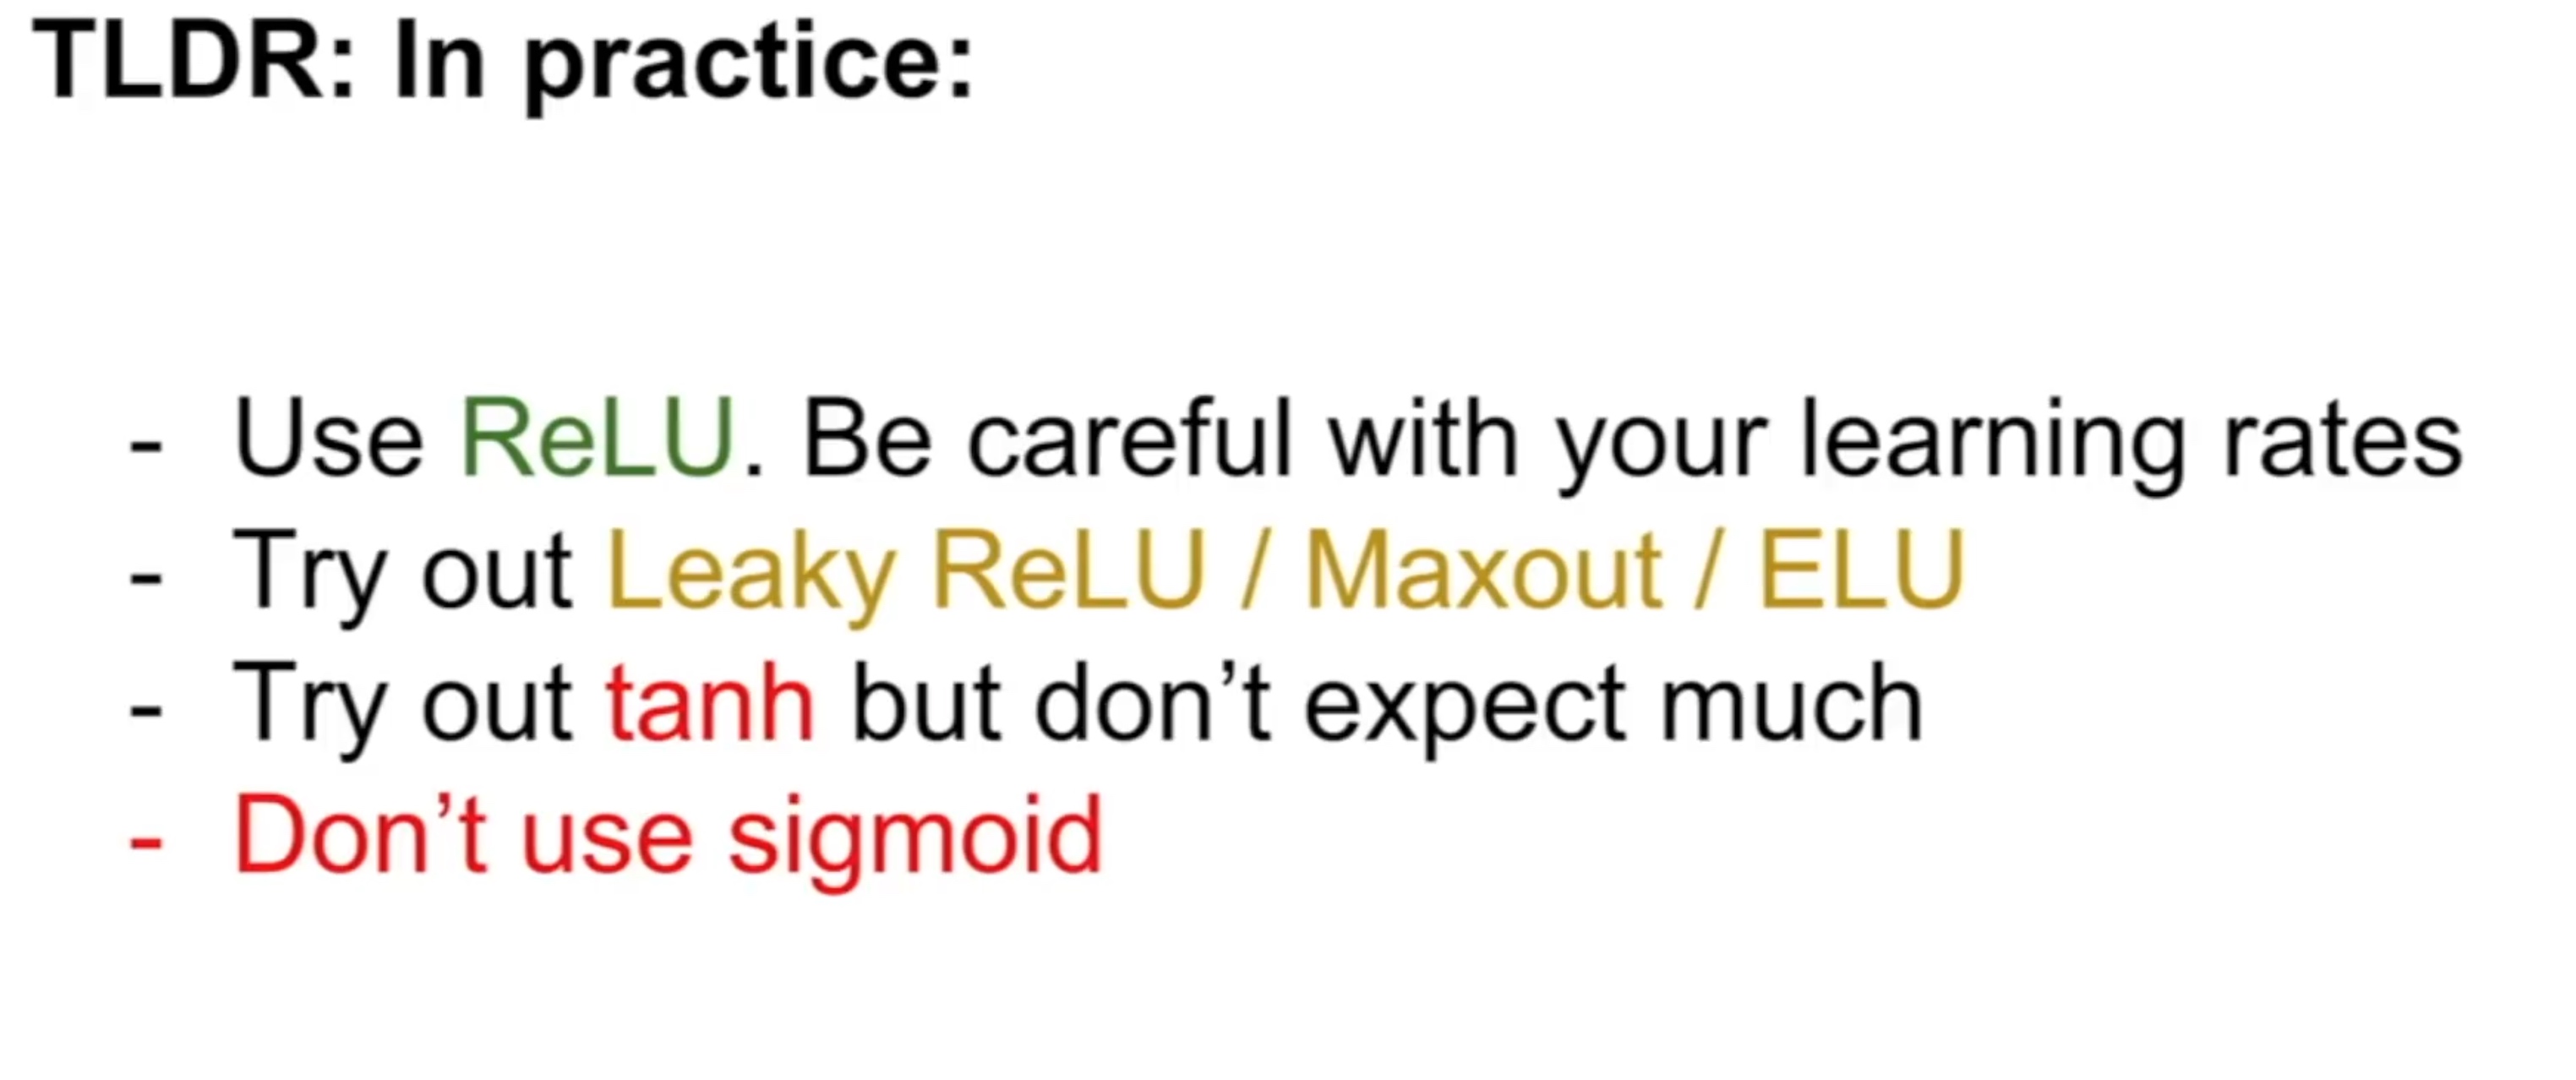 TLDR: In practice:
- Use ReLU. Be careful with your learning rates
- Try out Leaky ReLU / Maxout / ELU
- Try out tanh but don’t expect much
- Don’t use sigmoid